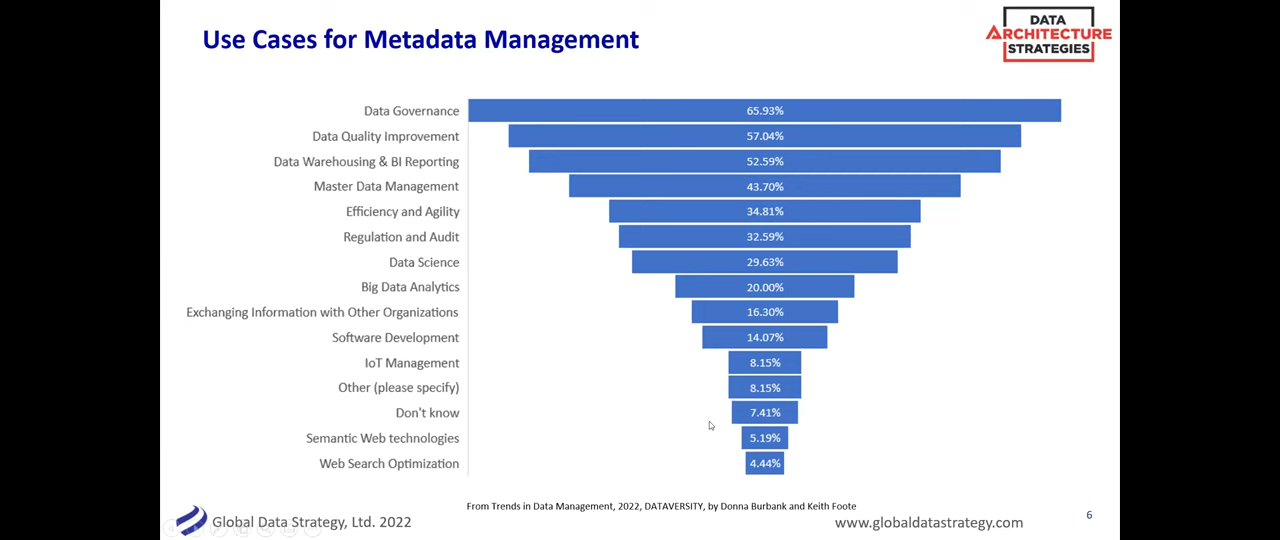 Use Cases for Metadata Management
DATA
ARCHITECTURE
STRATEGIES
Data Governance 65.93%
Data Quality Improvement 57.04%
Data Warehousing & BI Reporting 52.59%
Master Data Management 43.70%
Efficiency and Agility 34.81%
Regulation and Audit 32.59%
Data Science 29.63%
Big Data Analytics 20.00%
Exchanging Information with Other Organizations 16.30%
Software Development 14.07%
IoT Management 8.15%
Other (please specify) 8.15%
Don't know 7.41%
Semantic Web technologies 5.19%
Web Search Optimization 4.44%
From Trends in Data Management, 2022, DATAVERSITY, by Donna Burbank and Keith Foote
Global Data Strategy, Ltd. 2022
www.globaldatastrategy.com
6